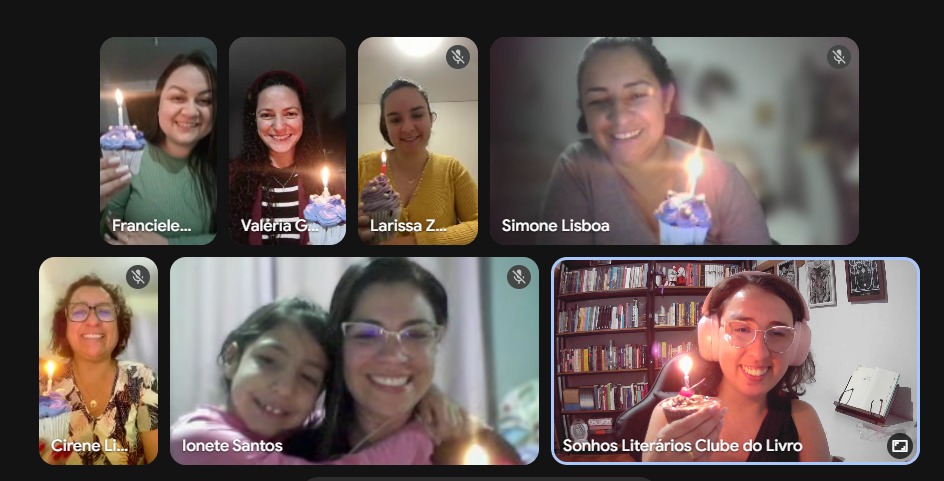 Franciele...
Valéria G...
Larissa Z...
Simone Lisboa
Cirene Li...
Ionete Santos
Sonhos Literários Clube do Livro